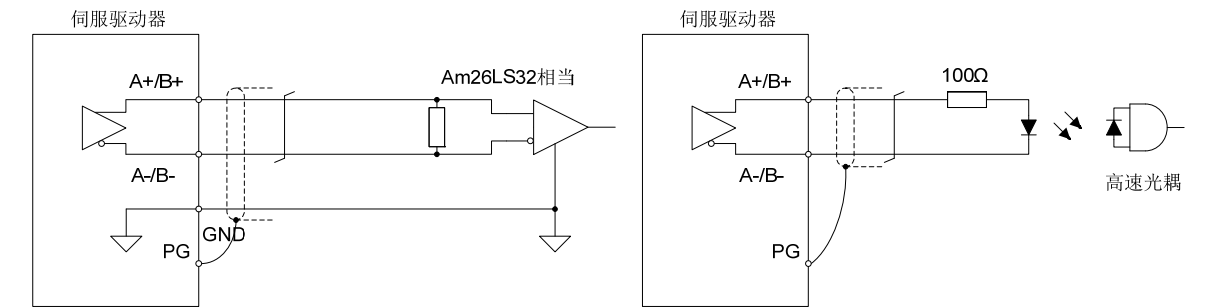 伺服驱动器
A+/B+
Am26LS32相当
A-/B-
GND
PG
伺服驱动器
A+/B+
100Ω
A-/B-
高速光耦
PG